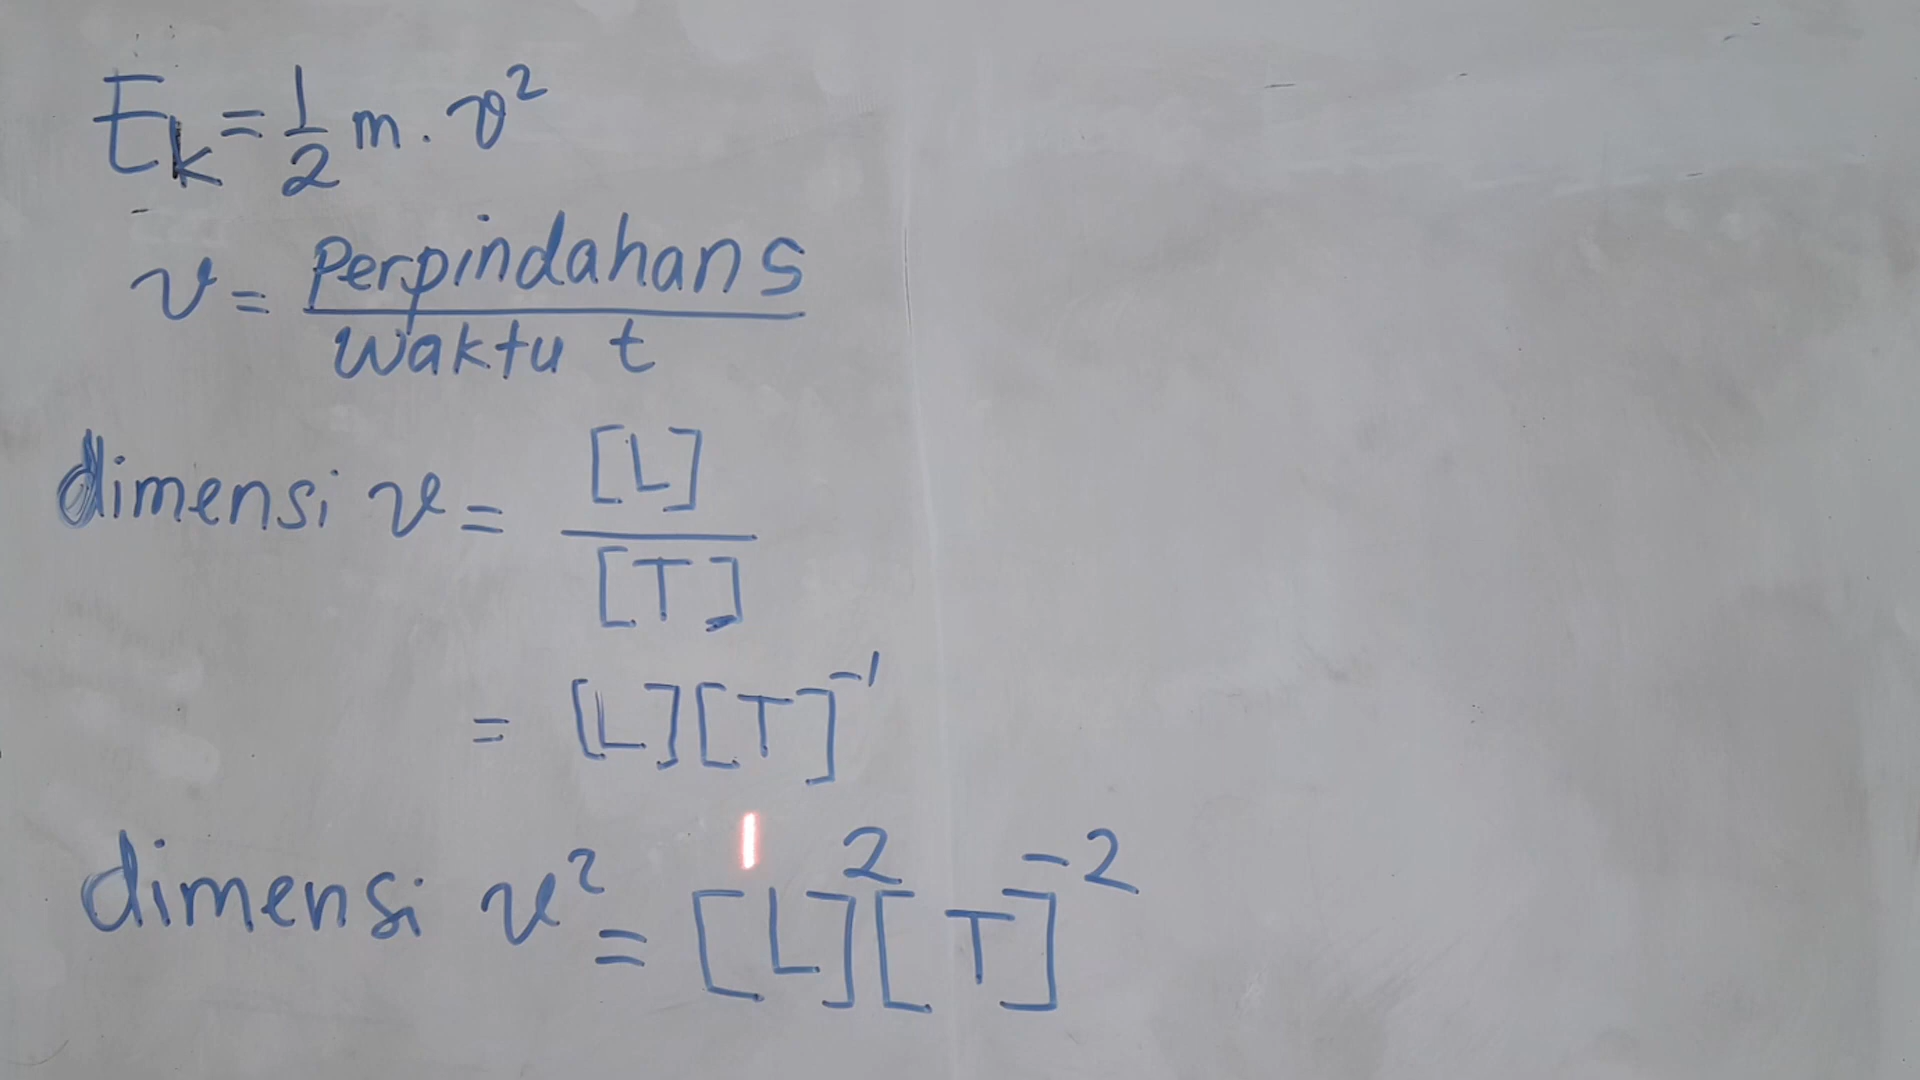 Ek = 1/2 m . v²
v = Perpindahan s / waktu t
dimensi v = [L] / [T]
= [L][T]⁻¹
dimensi v² = [L]²[T]⁻²